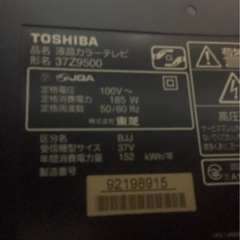 TOSHIBA
品名 液晶カラーテレビ
形名 37Z9500
JQA
定格電圧 100V~
定格消費電力 185 W
定格周波数 50/60 Hz
株式会社 東芝
区分 BJJ
受信機型サイズ 37V
年間消費電力量 152 kWh/年
製造番号
92198915
高圧